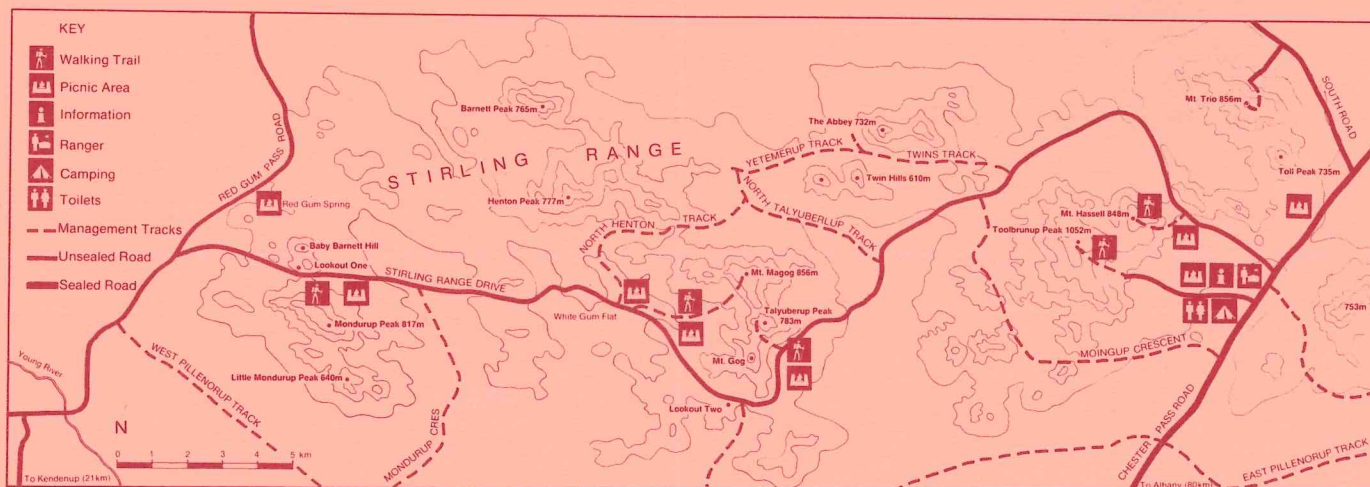 KEY
Walking Trail
Picnic Area
Information
Ranger
Camping
Toilets
Management Tracks
Unsealed Road
Sealed Road
RED GUM PASS ROAD
Red Gum Spring
Baby Barnett Hill
Lookout One
STIRLING RANGE DRIVE
Mondurup Peak 817m
Little Mondurup Peak 640m
WEST PILLENORUP TRACK
MONDURUP CRES
Young River
N
0 1 2 3 4 5 km
To Kendenup (21km)
STIRLING RANGE
Barnett Peak 765m
Henton Peak 777m
NORTH HENTON TRACK
White Gum Flat
Mt. Magog 856m
Talyuberup Peak
783m
Mt. Gog
Lookout Two
The Abbey 732m
YETEMERUP TRACK
TWINS TRACK
Twin Hills 610m
NORTH TALYUBERLUP TRACK
Mt. Trio 856m
SOUTH ROAD
Toll Peak 735m
Mt. Hassell 848m
Toolbrunup Peak 1052m
753m
MOINGUP CRESCENT
CHESTER PASS ROAD
EAST PILLENORUP TRACK
To Albany (80km)